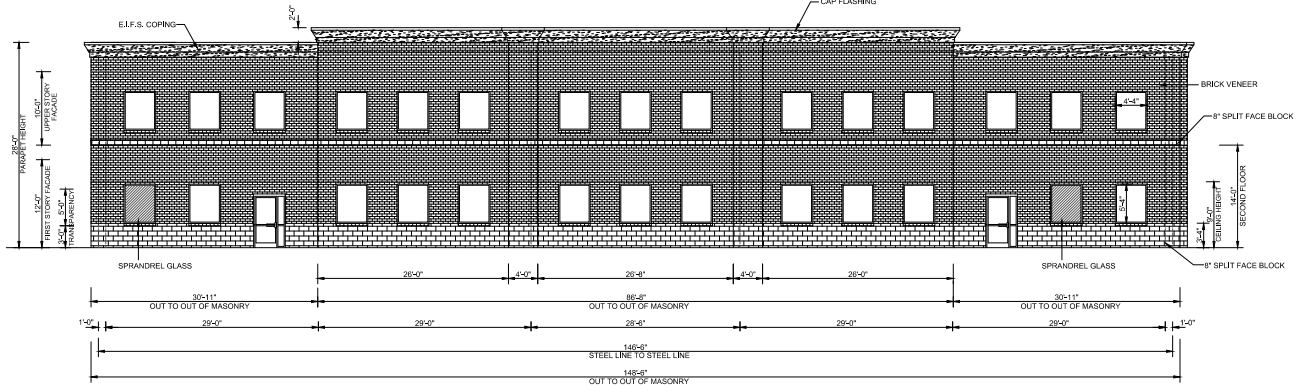 CAP FLASHING
2'-0"
E.I.F.S. COPING
BRICK VENEER
4'-4"
8" SPLIT FACE BLOCK
10'-0"
UPPER STORY
FACADE
28'-0"
PARAPET HEIGHT
12'-0"
FIRST STORY FACADE
5'-0"
TRANSPARENCY
3'-0"
5'-4"
3'-4"
9'-0"
CEILING HEIGHT
14'-0"
SECOND FLOOR
SPRANDREL GLASS
SPRANDREL GLASS
8" SPLIT FACE BLOCK
26'-0"
4'-0"
26'-8"
4'-0"
26'-0"
30'-11"
OUT TO OUT OF MASONRY
86'-8"
OUT TO OUT OF MASONRY
30'-11"
OUT TO OUT OF MASONRY
1'-0"
29'-0"
29'-0"
28'-6"
29'-0"
29'-0"
1'-0"
146'-6"
STEEL LINE TO STEEL LINE
148'-6"
OUT TO OUT OF MASONRY